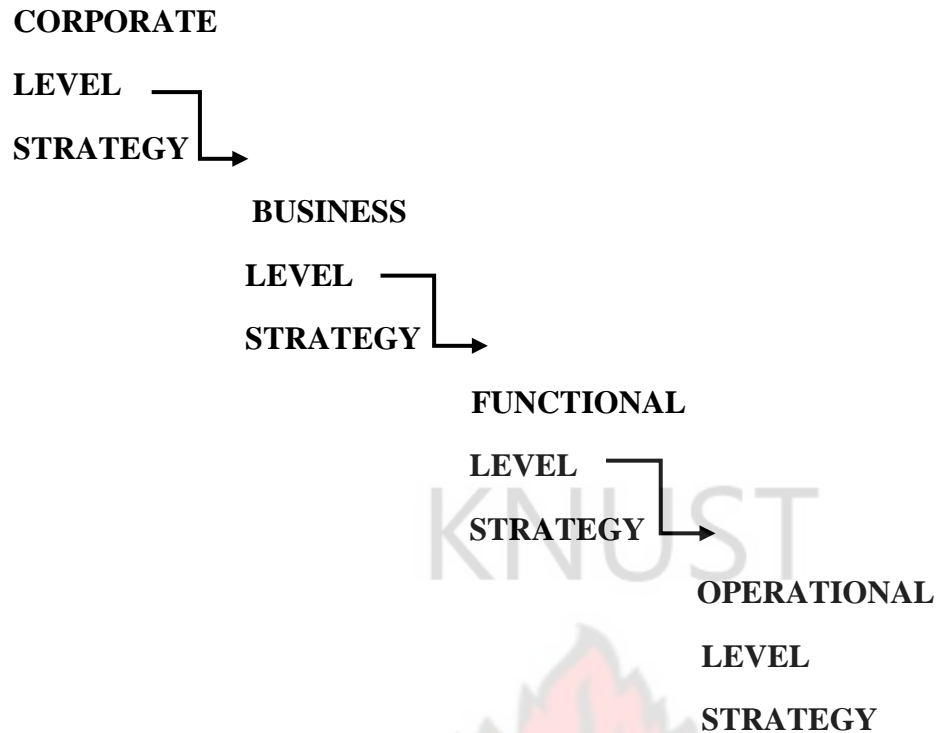 CORPORATE
LEVEL
STRATEGY
BUSINESS
LEVEL
STRATEGY
FUNCTIONAL
LEVEL
STRATEGY
KNUST
OPERATIONAL
LEVEL
STRATEGY